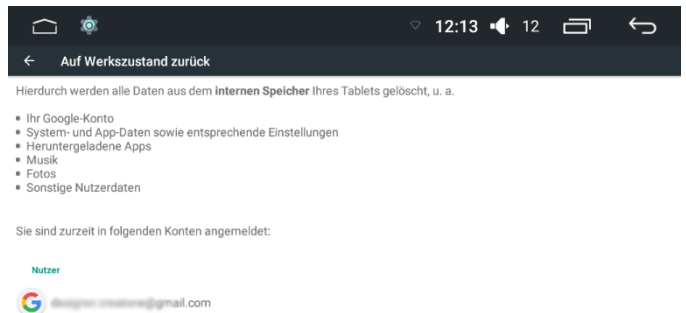 12:13 12
Auf Werkszustand zurück
Hierdurch werden alle Daten aus dem internen Speicher Ihres Tablets gelöscht, u. a.
Ihr Google-Konto
System- und App-Daten sowie entsprechende Einstellungen
Heruntergeladene Apps
Musik
Fotos
Sonstige Nutzerdaten
Sie sind zurzeit in folgenden Konten angemeldet:
Nutzer
gmail.com